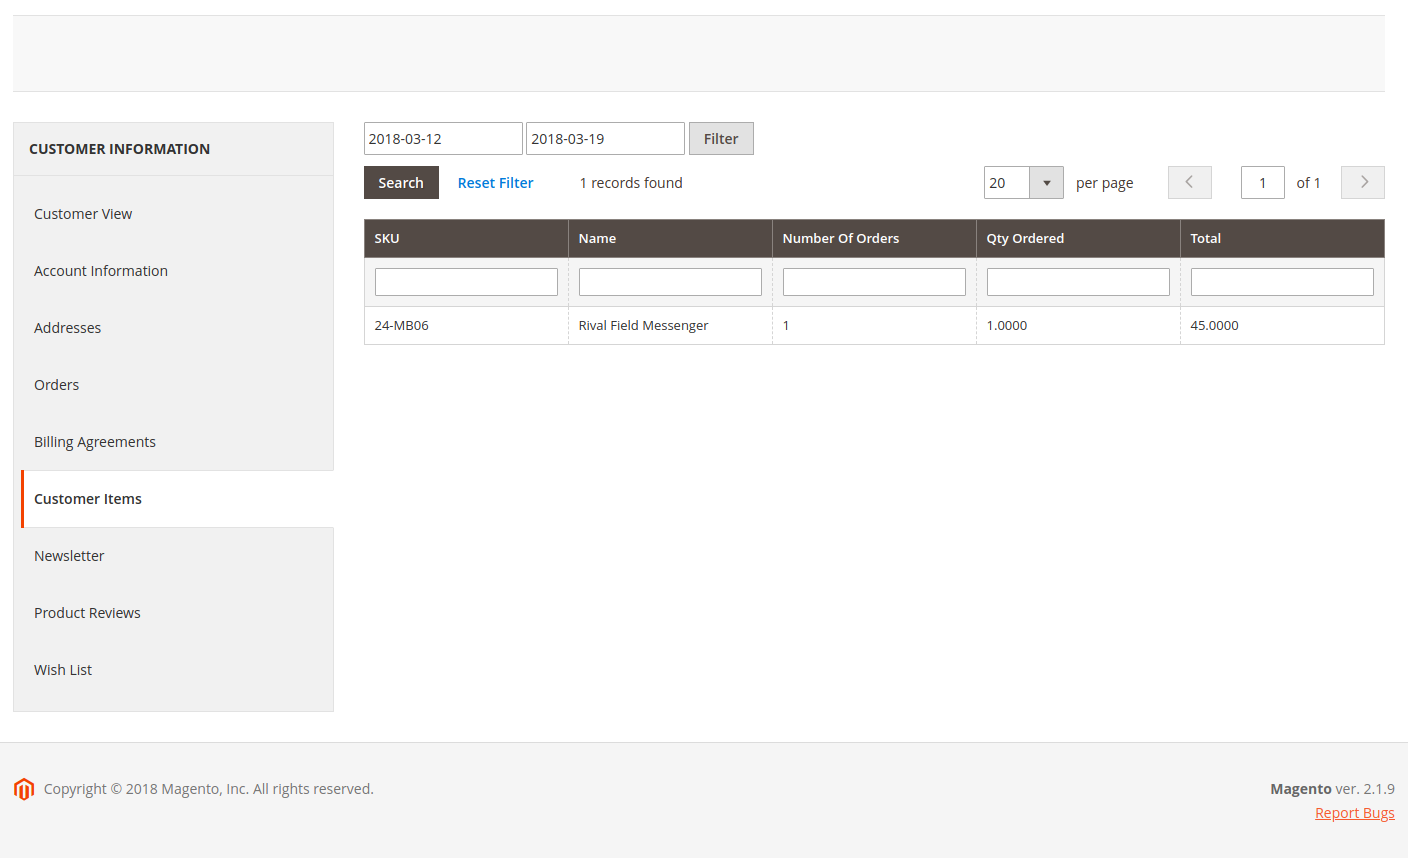 CUSTOMER INFORMATION
Customer View
Account Information
Addresses
Orders
Billing Agreements
Customer Items
Newsletter
Product Reviews
Wish List
2018-03-12 2018-03-19 Filter
Search Reset Filter 1 records found 20 per page 1 of 1
SKU Name Number Of Orders Qty Ordered Total
24-MB06 Rival Field Messenger 1 1.0000 45.0000
Copyright © 2018 Magento, Inc. All rights reserved.
Magento ver. 2.1.9
Report Bugs